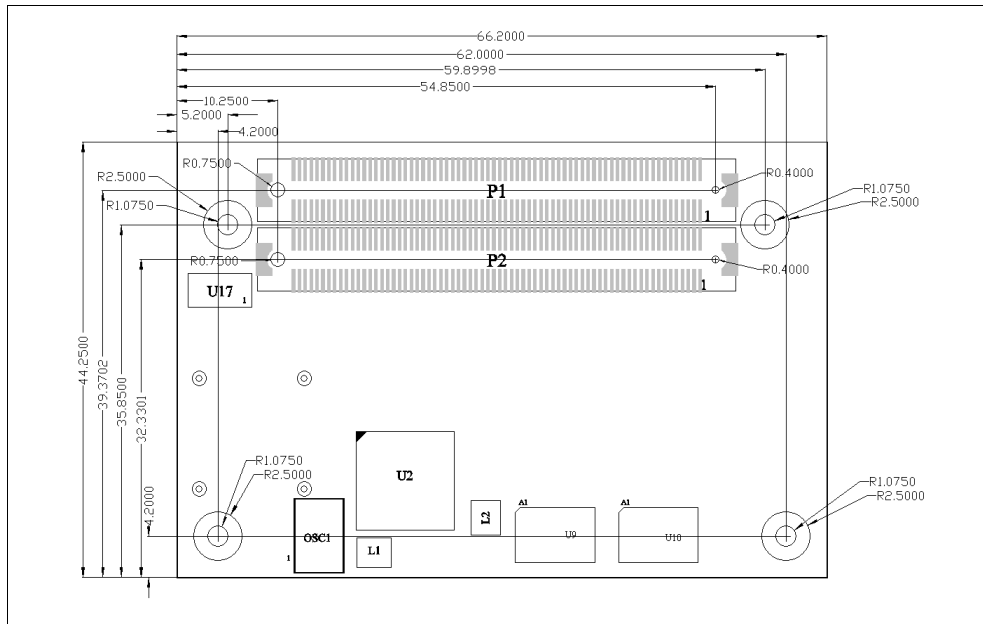 66.2000
62.0000
59.8998
54.8500
10.2500
5.2000
4.2000
R0.7500
R2.5000
R1.0750
P1
1
R0.4000
R1.0750
R2.5000
R0.7500
P2
1
R0.4000
U17
1
44.2500
39.3702
35.8500
32.3301
4.2000
R1.0750
R2.5000
U2
OSC1
1
L1
L2
A1
U9
A1
U10
R1.0750
R2.5000